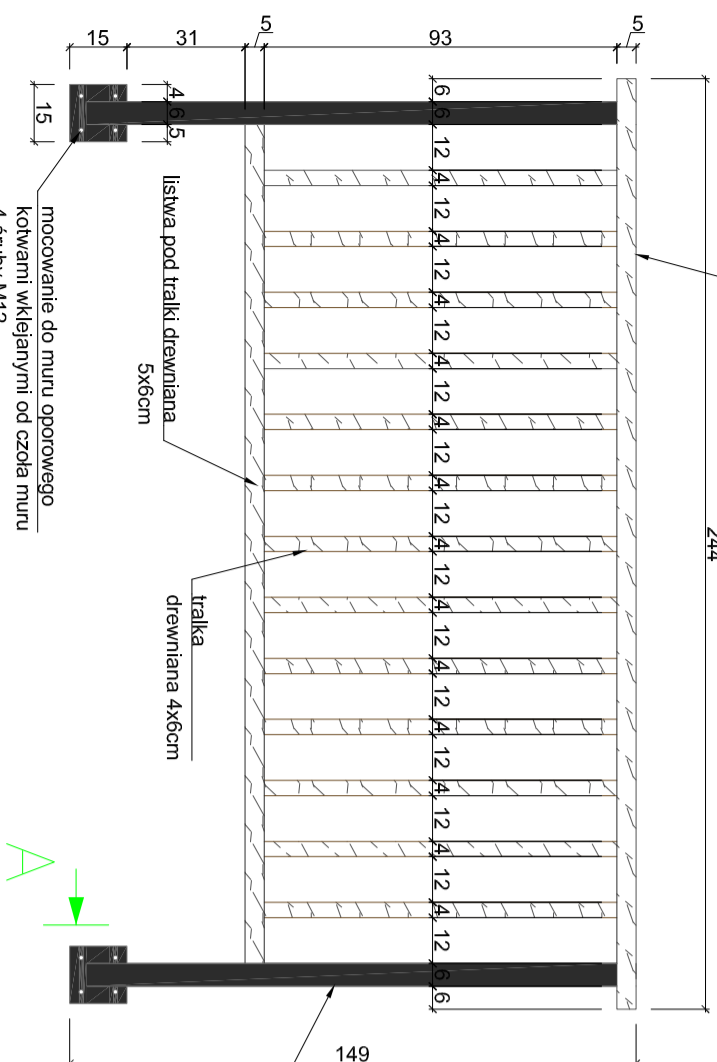 15 31 5 93 5
244
6 6 12 4 12 4 12 4 12 4 12 4 12 4 12 4 12 4 12 4 12 4 12 4 12 4 12 4 12 6 6
4 6 5
15
listwa pod tralki drewniana
5x6cm
tralka
drewniana 4x6cm
mocowanie do muru oporowego
kotwami wklejanymi od czoła muru
4 śruby M12
A
149